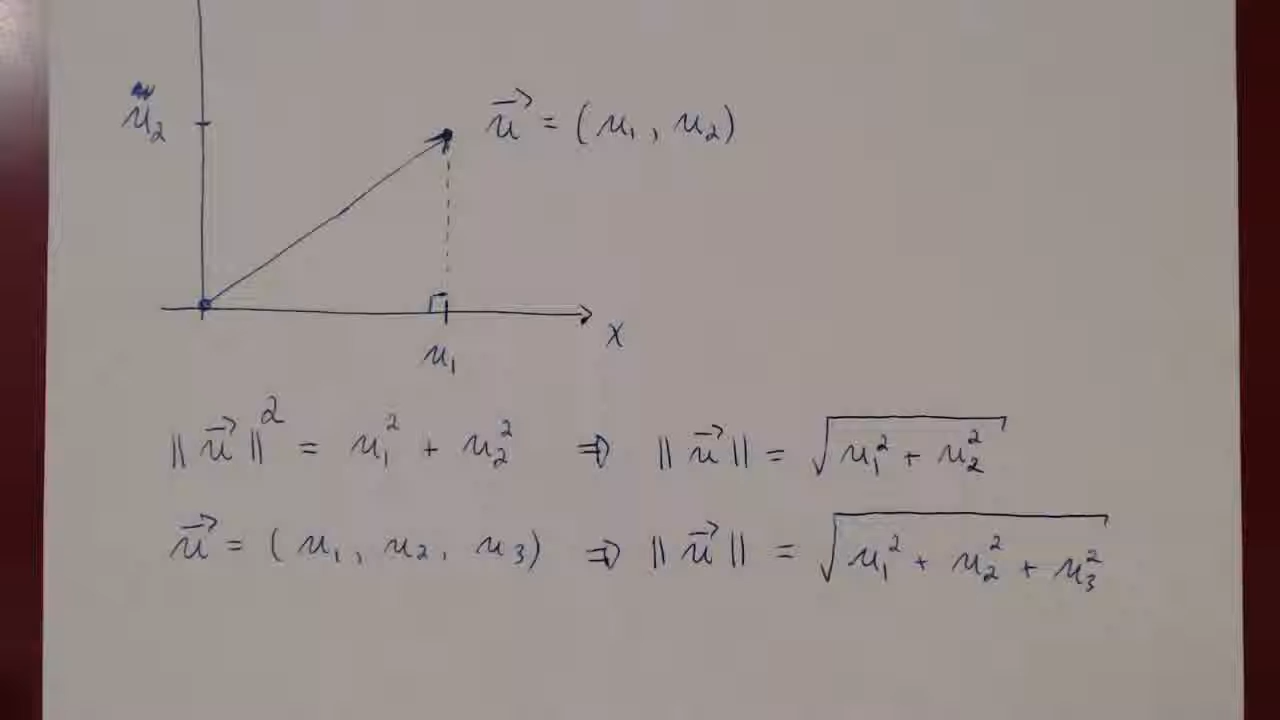 u₂
u⃗ = (u₁, u₂)
x
u₁
‖u⃗‖² = u₁² + u₂² ⇒ ‖u⃗‖ = √(u₁² + u₂²)
u⃗ = (u₁, u₂, u₃) ⇒ ‖u⃗‖ = √(u₁² + u₂² + u₃²)